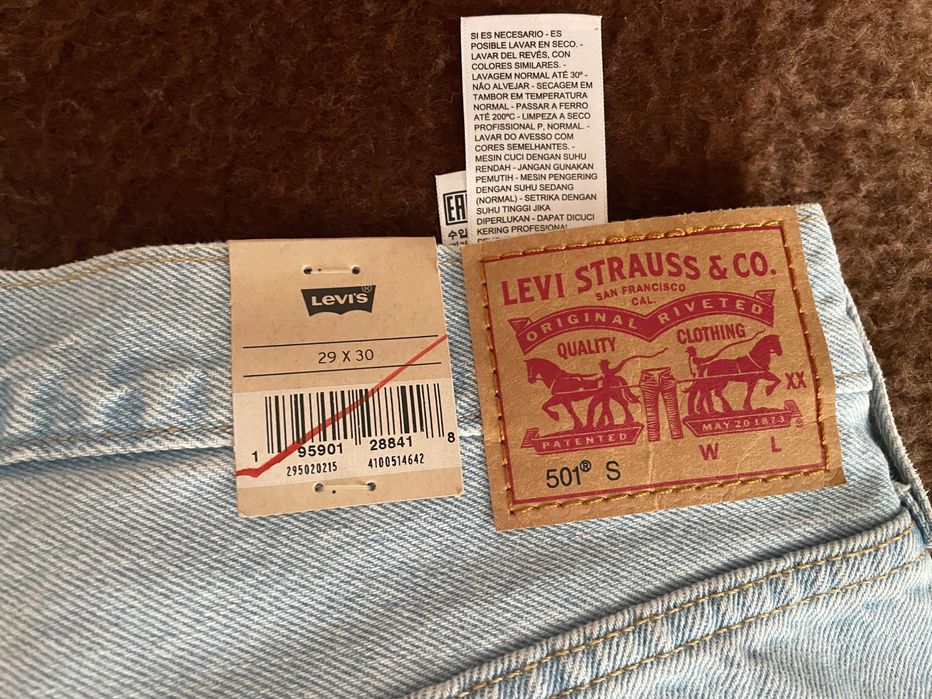 SI ES NECESARIO - ES
POSIBLE LAVAR EN SECO. -
LAVAR DEL REVÉS, CON
COLORES SIMILARES. -
LAVAGEM NORMAL ATÉ 30º -
NÃO ALVEJAR - SECAGEM EM
TAMBOR EM TEMPERATURA
NORMAL - PASSAR A FERRO
ATÉ 200ºC - LIMPEZA A SECO
PROFISSIONAL P, NORMAL. -
LAVAR DO AVESSO COM
CORES SEMELHANTES. -
MESIN CUCI DENGAN SUHU
RENDAH - JANGAN GUNAKAN
PEMUTIH - MESIN PENGERING
DENGAN SUHU SEDANG
(NORMAL) - SETRIKA DENGAN
SUHU TINGGI JIKA
DIPERLUKAN - DAPAT DICUCI
KERING PROFESIONAL
EAC
수입
LEVI'S®
29 X 30
1 95901 28841 8
295020215 4100514642
LEVI STRAUSS & CO.
SAN FRANCISCO
CAL.
ORIGINAL RIVETED
QUALITY CLOTHING
XX
PATENTED MAY 20 1873
S
W L
501® S